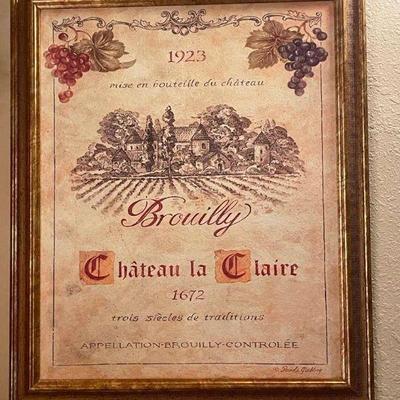 1923
mise en bouteille du château
Brouilly
Château la Claire
1672
trois siècles de traditions
APPELLATION-BROUILLY-CONTROLÉE